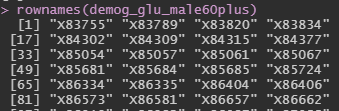 > rownames(demog_glu_male60plus)
[1] "x83755" "x83789" "x83820" "x83834"
[17] "x84302" "x84309" "x84315" "x84377"
[33] "x85054" "x85057" "x85061" "x85067"
[49] "x85681" "x85684" "x85685" "x85724"
[65] "x86334" "x86335" "x86404" "x86406"
[81] "x86573" "x86581" "x86657" "x86662"